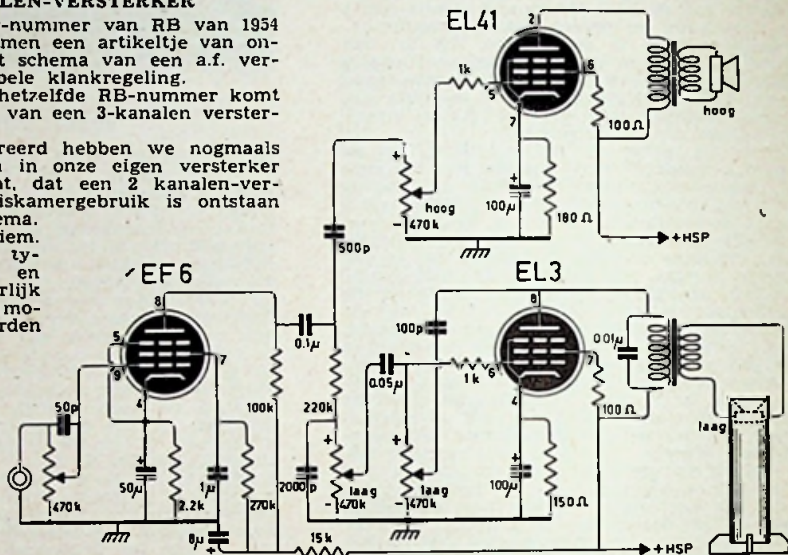 LEN-VERSTERKER
-nummer van RB van 1954
men een artikeltje van on-
t schema van een a.f. ver-
bele klankregeling.
hetzelfde RB-nummer komt
van een 3-kanalen verster-
reerd hebben we nogmaals
in onze eigen versterker
at, dat een 2 kanalen-ver-
iskamergebruik is ontstaan
ema.
iem.
ty-
en
rlijk
mo-
rden
EL41
2
1k
5
6
7
100Ω
hoog
+
hoog
- 470k
+
100µ
180Ω
+HSP
500p
EF6
8
5
9
7
4
50p
470k
+
50µ
2.2k
1µ
270k
8µ
+
15k
100k
0.1µ
220k
2000p
+
laag
- 470k
0.05µ
+
laag
- 470k
100p
EL3
8
1k
6
7
4
+
100µ
150Ω
100Ω
0.01µ
laag
+HSP